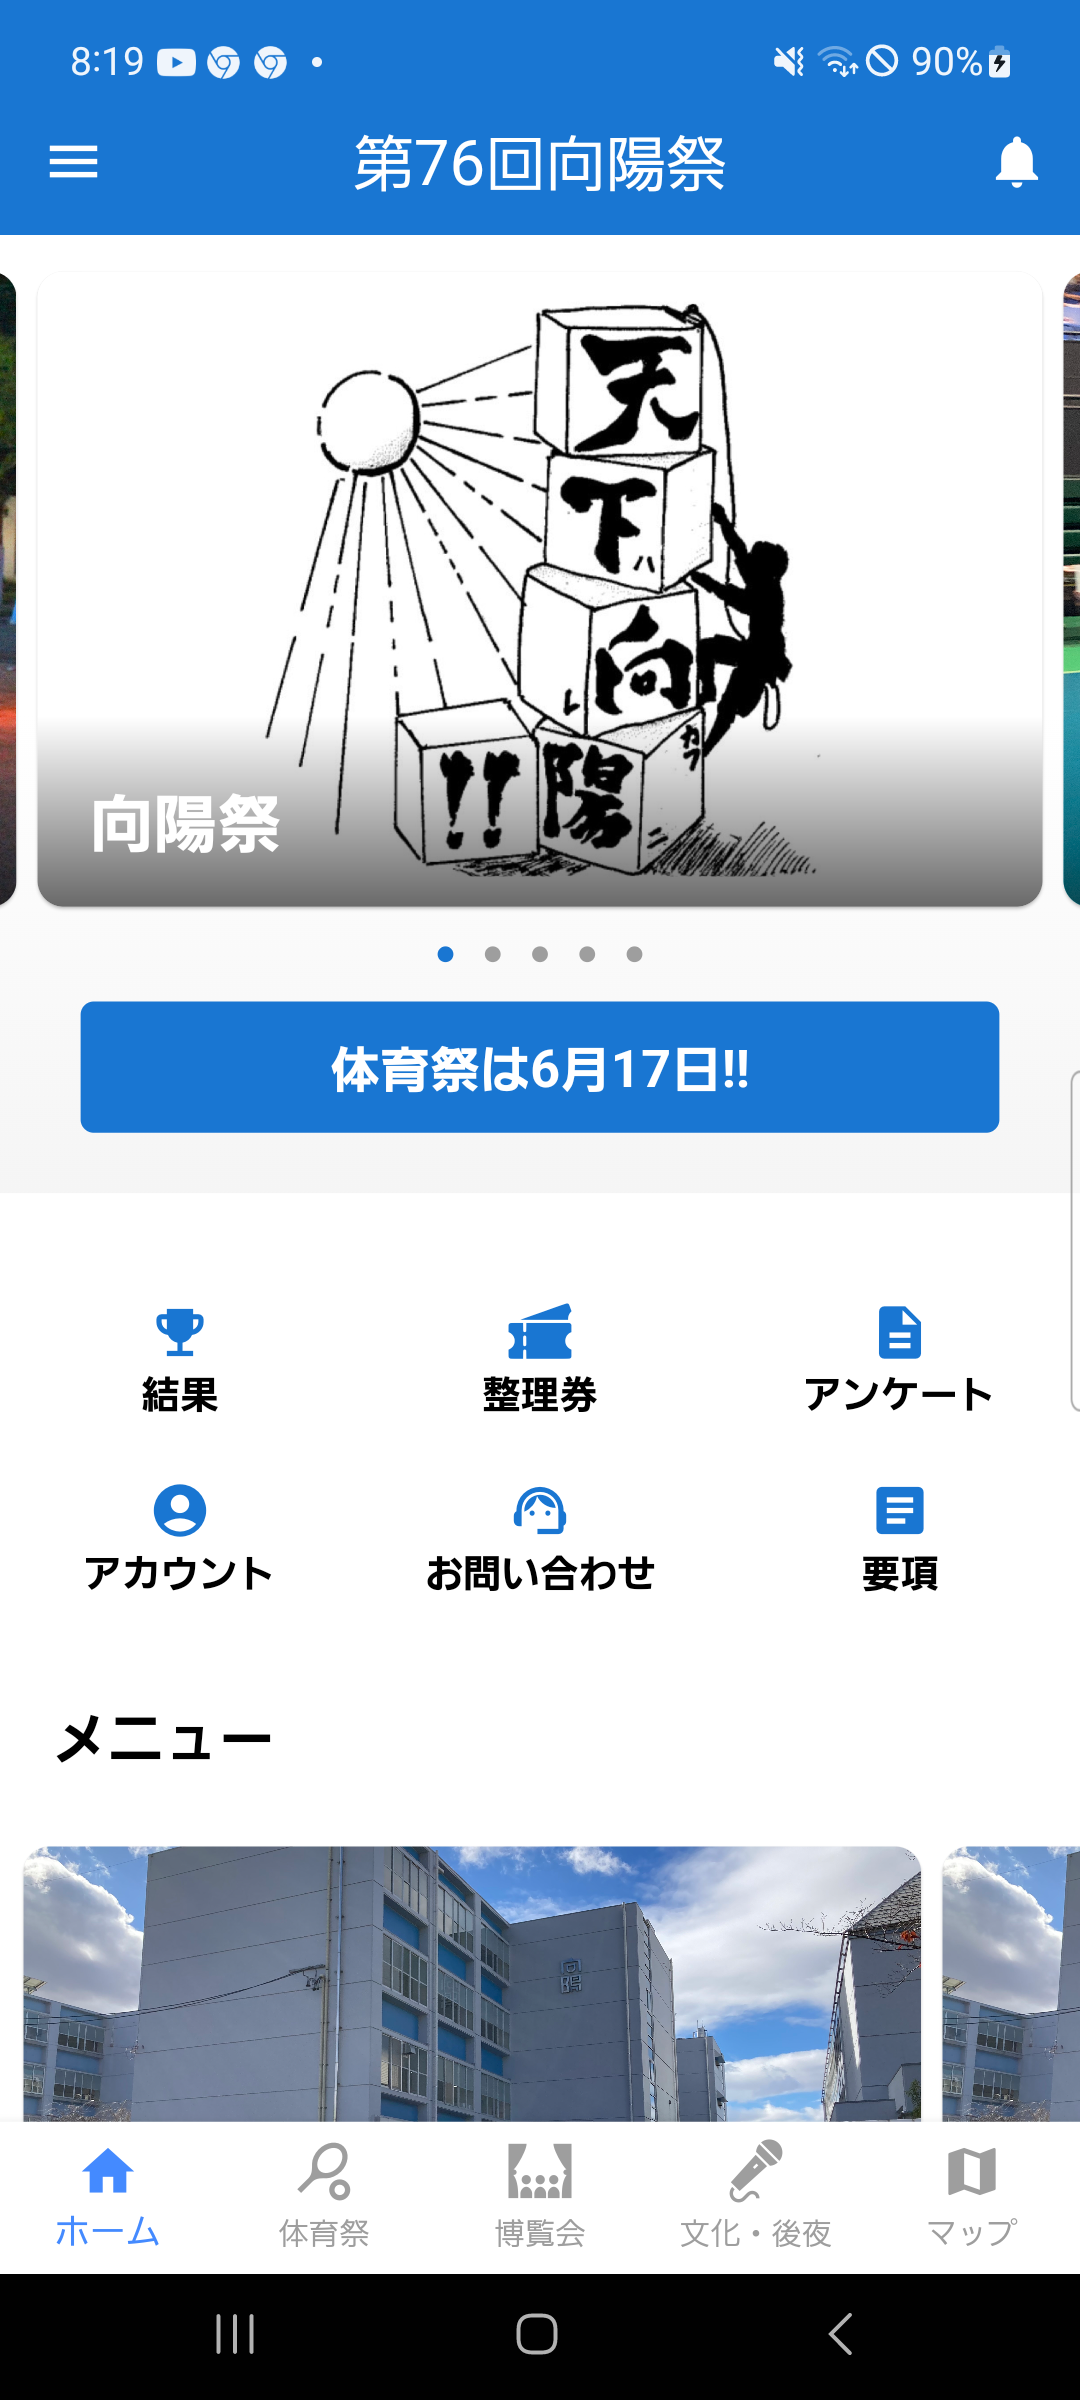 8:19
90%
第76回向陽祭
天
下ハ
向レ
陽ニ
カフ
!!
向陽祭
体育祭は6月17日!!
結果
整理券
アンケート
アカウント
お問い合わせ
要項
メニュー
向陽
ホーム
体育祭
博覧会
文化・後夜
マップ